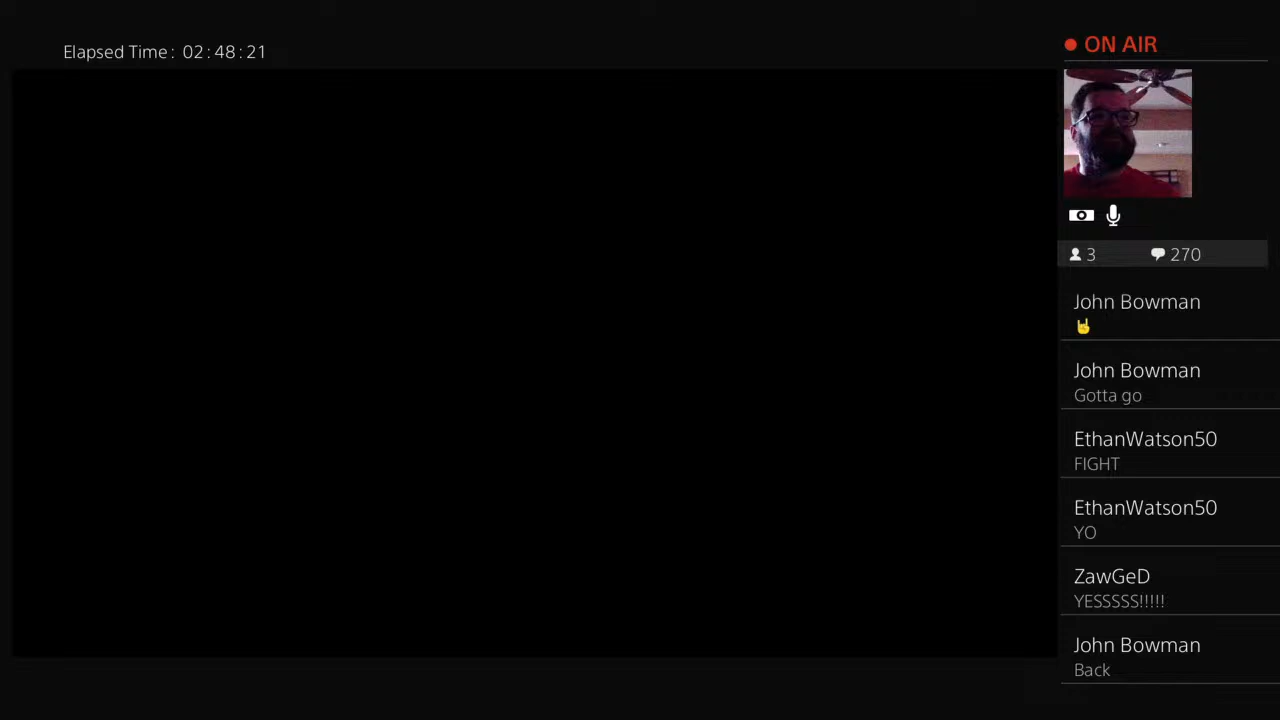 Elapsed Time: 02:48:21
ON AIR
3 270
John Bowman
🤘
John Bowman
Gotta go
EthanWatson50
FIGHT
EthanWatson50
YO
ZawGeD
YESSSSS!!!!!
John Bowman
Back